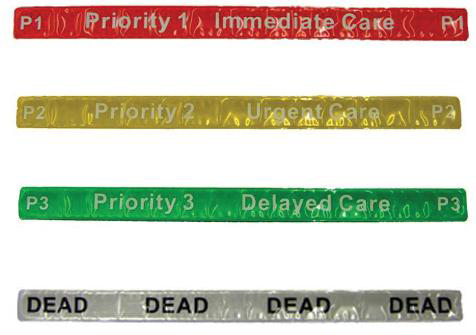 P1 Priority 1 Immediate Care P1
P2 Priority 2 Urgent Care P2
P3 Priority 3 Delayed Care P3
DEAD DEAD DEAD DEAD